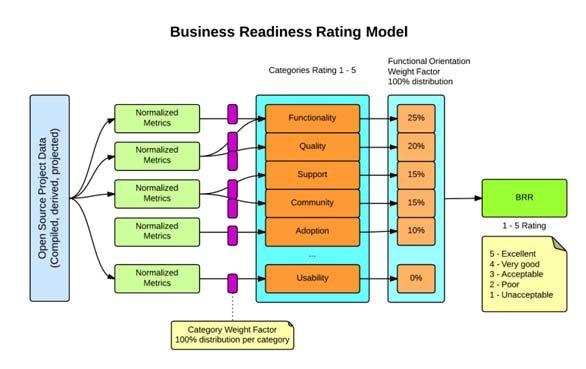 Business Readiness Rating Model
Categories Rating 1 - 5
Functional Orientation
Weight Factor
100% distribution
Open Source Project Data
(Compiled, derived, projected)
Normalized
Metrics
Functionality
25%
Normalized
Metrics
Quality
20%
Support
15%
Normalized
Metrics
Community
15%
Normalized
Metrics
Adoption
10%
...
Normalized
Metrics
Usability
0%
BRR
1 - 5 Rating
5 - Excellent
4 - Very good
3 - Acceptable
2 - Poor
1 - Unacceptable
Category Weight Factor
100% distribution per category